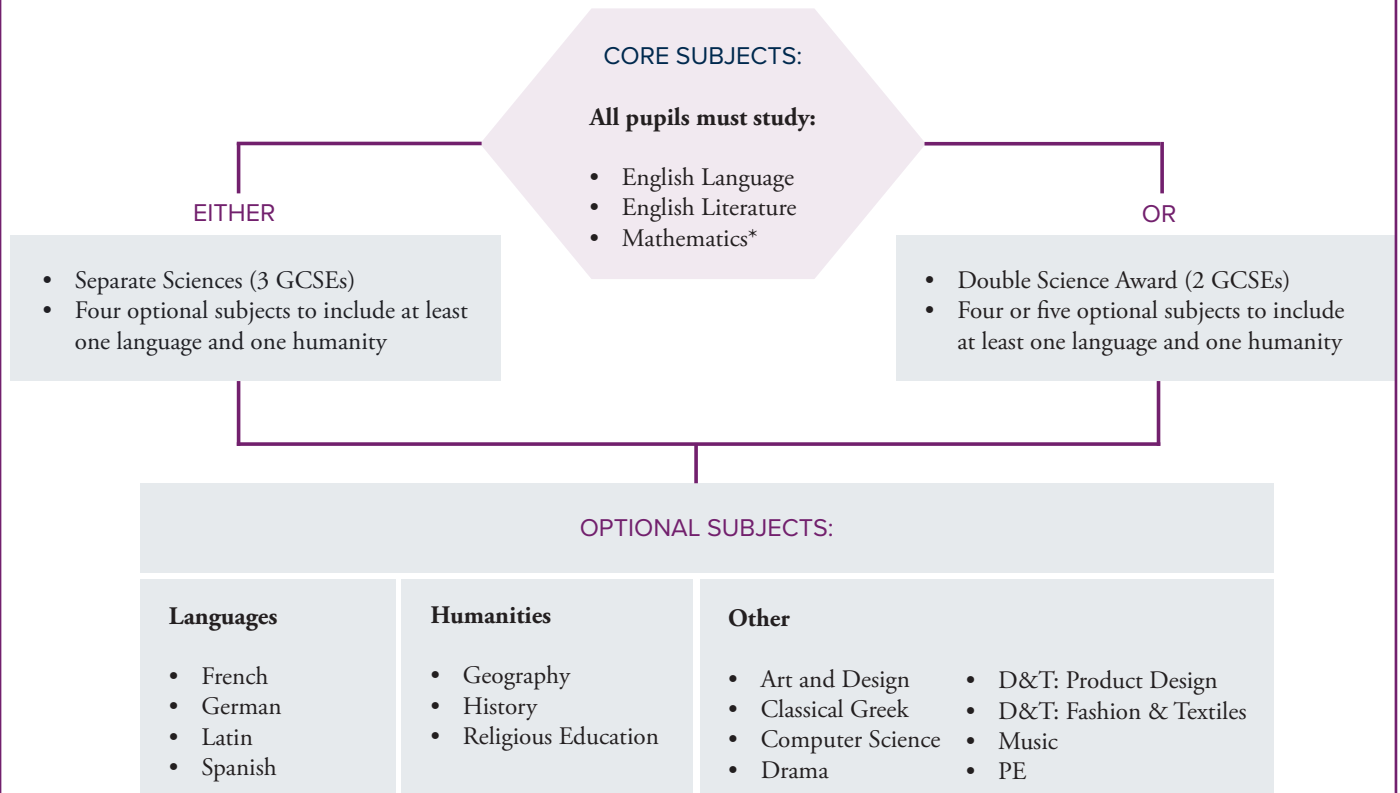 CORE SUBJECTS:
All pupils must study:
• English Language
• English Literature
• Mathematics*
EITHER
• Separate Sciences (3 GCSEs)
• Four optional subjects to include at least
one language and one humanity
OR
• Double Science Award (2 GCSEs)
• Four or five optional subjects to include
at least one language and one humanity
OPTIONAL SUBJECTS:
Languages
• French
• German
• Latin
• Spanish
Humanities
• Geography
• History
• Religious Education
Other
• Art and Design
• Classical Greek
• Computer Science
• Drama
• D&T: Product Design
• D&T: Fashion & Textiles
• Music
• PE